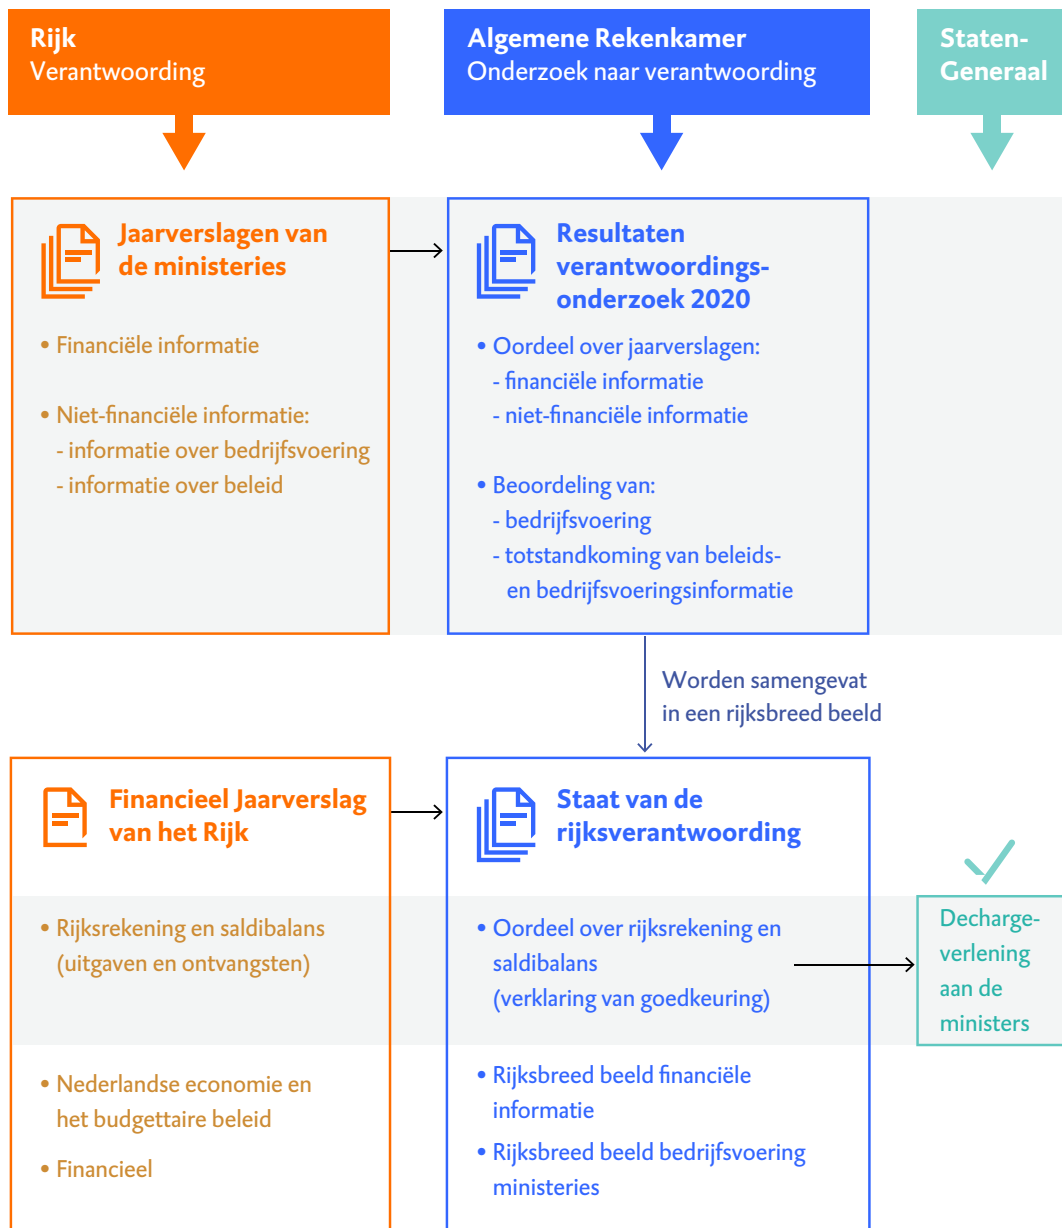 Rijk
Verantwoording
Algemene Rekenkamer
Onderzoek naar verantwoording
Staten-
Generaal
Jaarverslagen van
de ministeries
• Financiële informatie
• Niet-financiële informatie:
- informatie over bedrijfsvoering
- informatie over beleid
Resultaten
verantwoordings-
onderzoek 2020
• Oordeel over jaarverslagen:
- financiële informatie
- niet-financiële informatie
• Beoordeling van:
- bedrijfsvoering
- totstandkoming van beleids-
en bedrijfsvoeringsinformatie
Worden samengevat
in een rijksbreed beeld
Financieel Jaarverslag
van het Rijk
• Rijksrekening en saldibalans
(uitgaven en ontvangsten)
• Nederlandse economie en
het budgettaire beleid
• Financieel
Staat van de
rijksverantwoording
• Oordeel over rijksrekening en
saldibalans
(verklaring van goedkeuring)
• Rijksbreed beeld financiële
informatie
• Rijksbreed beeld bedrijfsvoering
ministeries
Decharge-
verlening
aan de
ministers